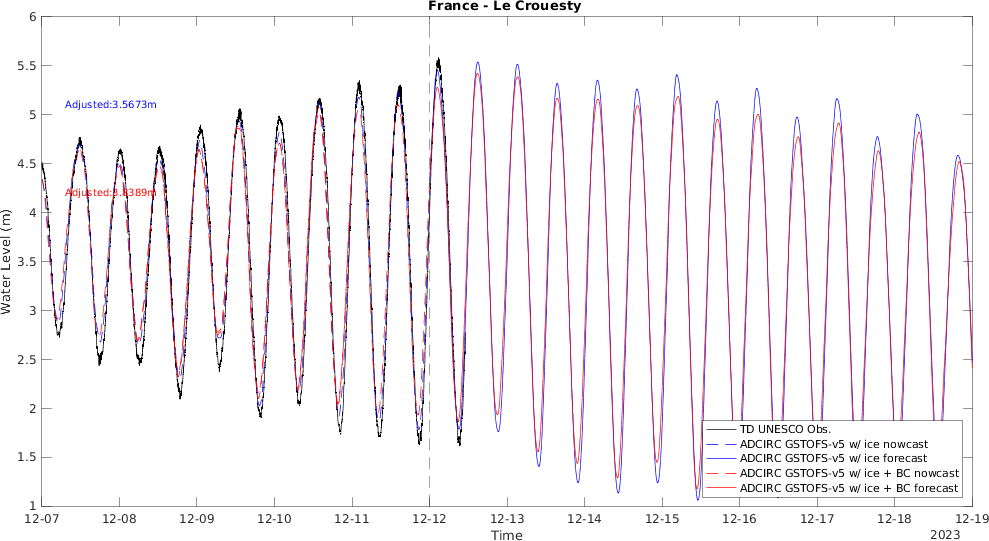 France - Le Crouesty
Water Level (m)
6
5.5
5
4.5
4
3.5
3
2.5
2
1.5
1
Adjusted:3.5673m
TD UNESCO Obs.
ADCIRC GSTOFS-v5 w/ ice nowcast
ADCIRC GSTOFS-v5 w/ ice forecast
ADCIRC GSTOFS-v5 w/ ice + BC nowcast
ADCIRC GSTOFS-v5 w/ ice + BC forecast
12-07 12-08 12-09 12-10 12-11 12-12 12-13 12-14 12-15 12-16 12-17 12-18 12-19
Time
2023